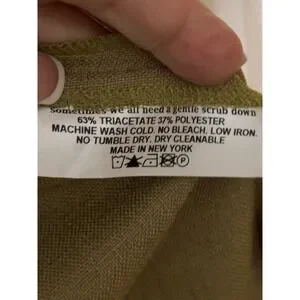 sometimes we all need a gentle scrub down
63% TRIACETATE 37% POLYESTER
MACHINE WASH COLD. NO BLEACH. LOW IRON.
NO TUMBLE DRY. DRY CLEANABLE
MADE IN NEW YORK
P